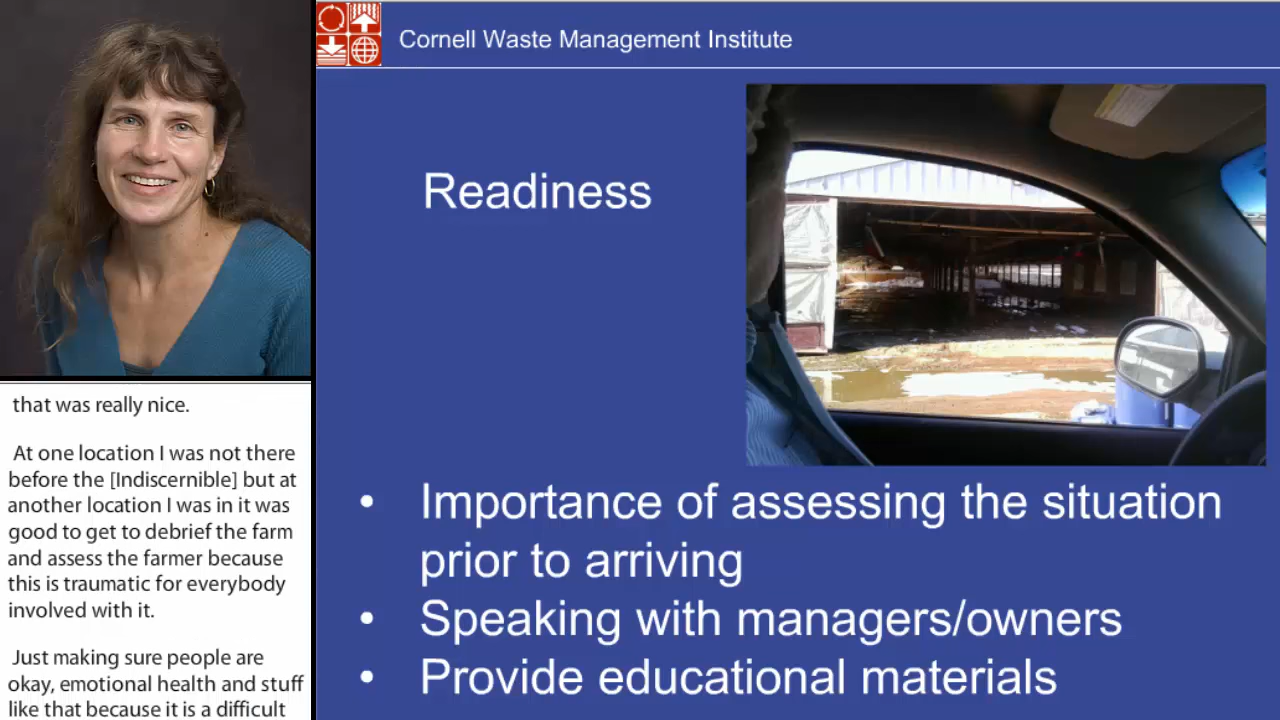 Cornell Waste Management Institute
Readiness
• Importance of assessing the situation
prior to arriving
• Speaking with managers/owners
• Provide educational materials
that was really nice.
At one location I was not there
before the [Indiscernible] but at
another location I was in it was
good to get to debrief the farm
and assess the farmer because
this is traumatic for everybody
involved with it.
Just making sure people are
okay, emotional health and stuff
like that because it is a difficult